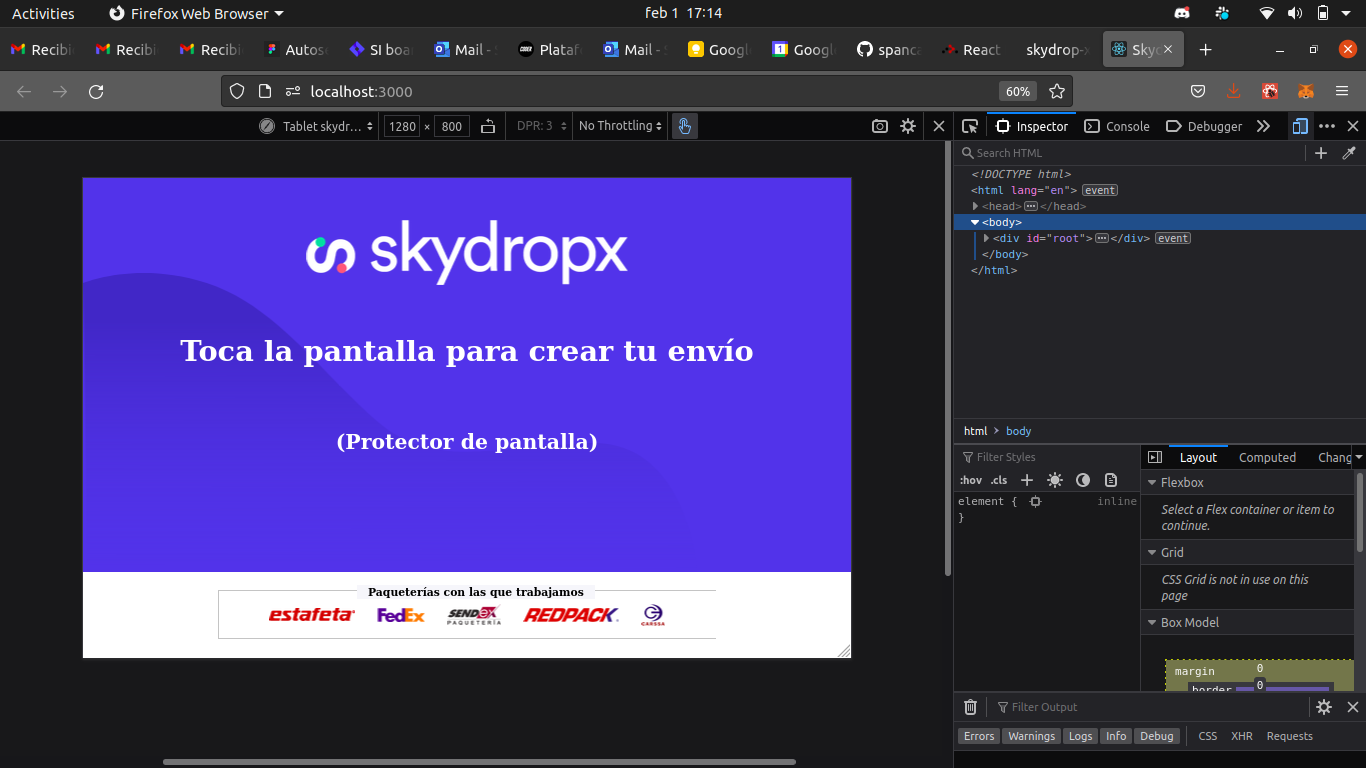 Activities
Firefox Web Browser
feb 1 17:14
Recibi
Recibi
Recibi
Autos
SI boa
Mail -
Plataf
Mail -
Googl
Googl
spanca
React
skydrop-x
Skyd
localhost:3000
60%
Tablet skydr...
1280 × 800
DPR: 3
No Throttling
Inspector
Console
Debugger
Search HTML
<!DOCTYPE html>
<html lang="en"> event
<head> ••• </head>
<body>
<div id="root"> ••• </div> event
</body>
</html>
skydropx
Toca la pantalla para crear tu envío
(Protector de pantalla)
Paqueterías con las que trabajamos
estafeta
FedEx
SENDEX
PAQUETERÍA
REDPACK
CARSSA
html > body
Filter Styles
:hov .cls
element {
inline
}
Layout
Computed
Chang
Flexbox
Select a Flex container or item to
continue.
Grid
CSS Grid is not in use on this
page
Box Model
margin
0
border
0
Filter Output
Errors
Warnings
Logs
Info
Debug
CSS
XHR
Requests